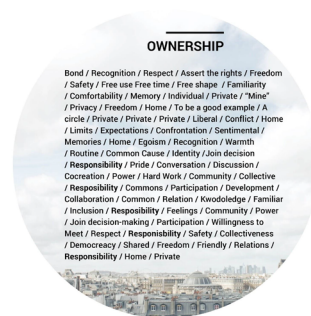 OWNERSHIP
Bond / Recognition / Respect / Assert the rights / Freedom
/ Safety / Free use Free time / Free shape / Familiarity
/ Comfortability / Memory / Individual / Private / “Mine”
/ Privacy / Freedom / Home / To be a good example / A
circle / Private / Private / Private / Liberal / Conflict / Home
/ Limits / Expectations / Confrontation / Sentimental /
Memories / Home / Egoism / Recognition / Warmth
/ Routine / Common Cause / Identity /Join decision
/ Responsibility / Pride / Conversation / Discussion /
Cocreation / Power / Hard Work / Community / Collective
/ Resposibility / Commons / Participation / Development /
Collaboration / Common / Relation / Kwodoledge / Familiar
/ Inclusion / Resposibility / Feelings / Community / Power
/ Join decision-making / Participation / Willingness to
Meet / Respect / Responisbility / Safety / Collectiveness
/ Democreacy / Shared / Freedom / Friendly / Relations /
Responsibility / Home / Private